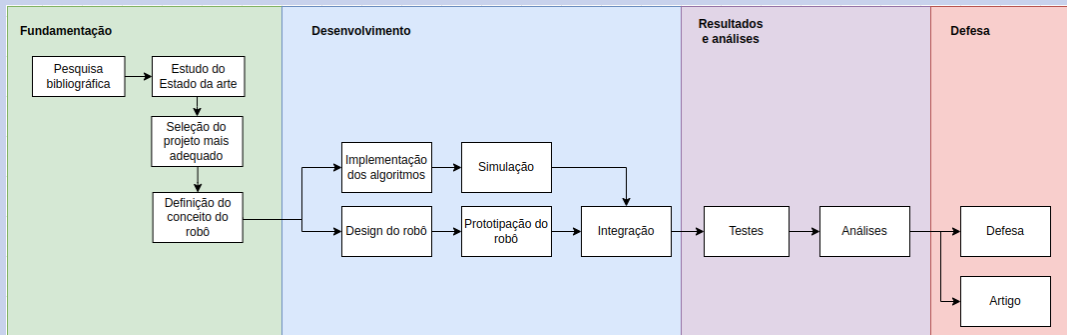 Fundamentação
Pesquisa
bibliográfica
Estudo do
Estado da arte
Seleção do
projeto mais
adequado
Definição do
conceito do
robô
Desenvolvimento
Implementação
dos algoritmos
Simulação
Design do robô
Prototipação do
robô
Integração
Resultados
e análises
Testes
Análises
Defesa
Defesa
Artigo